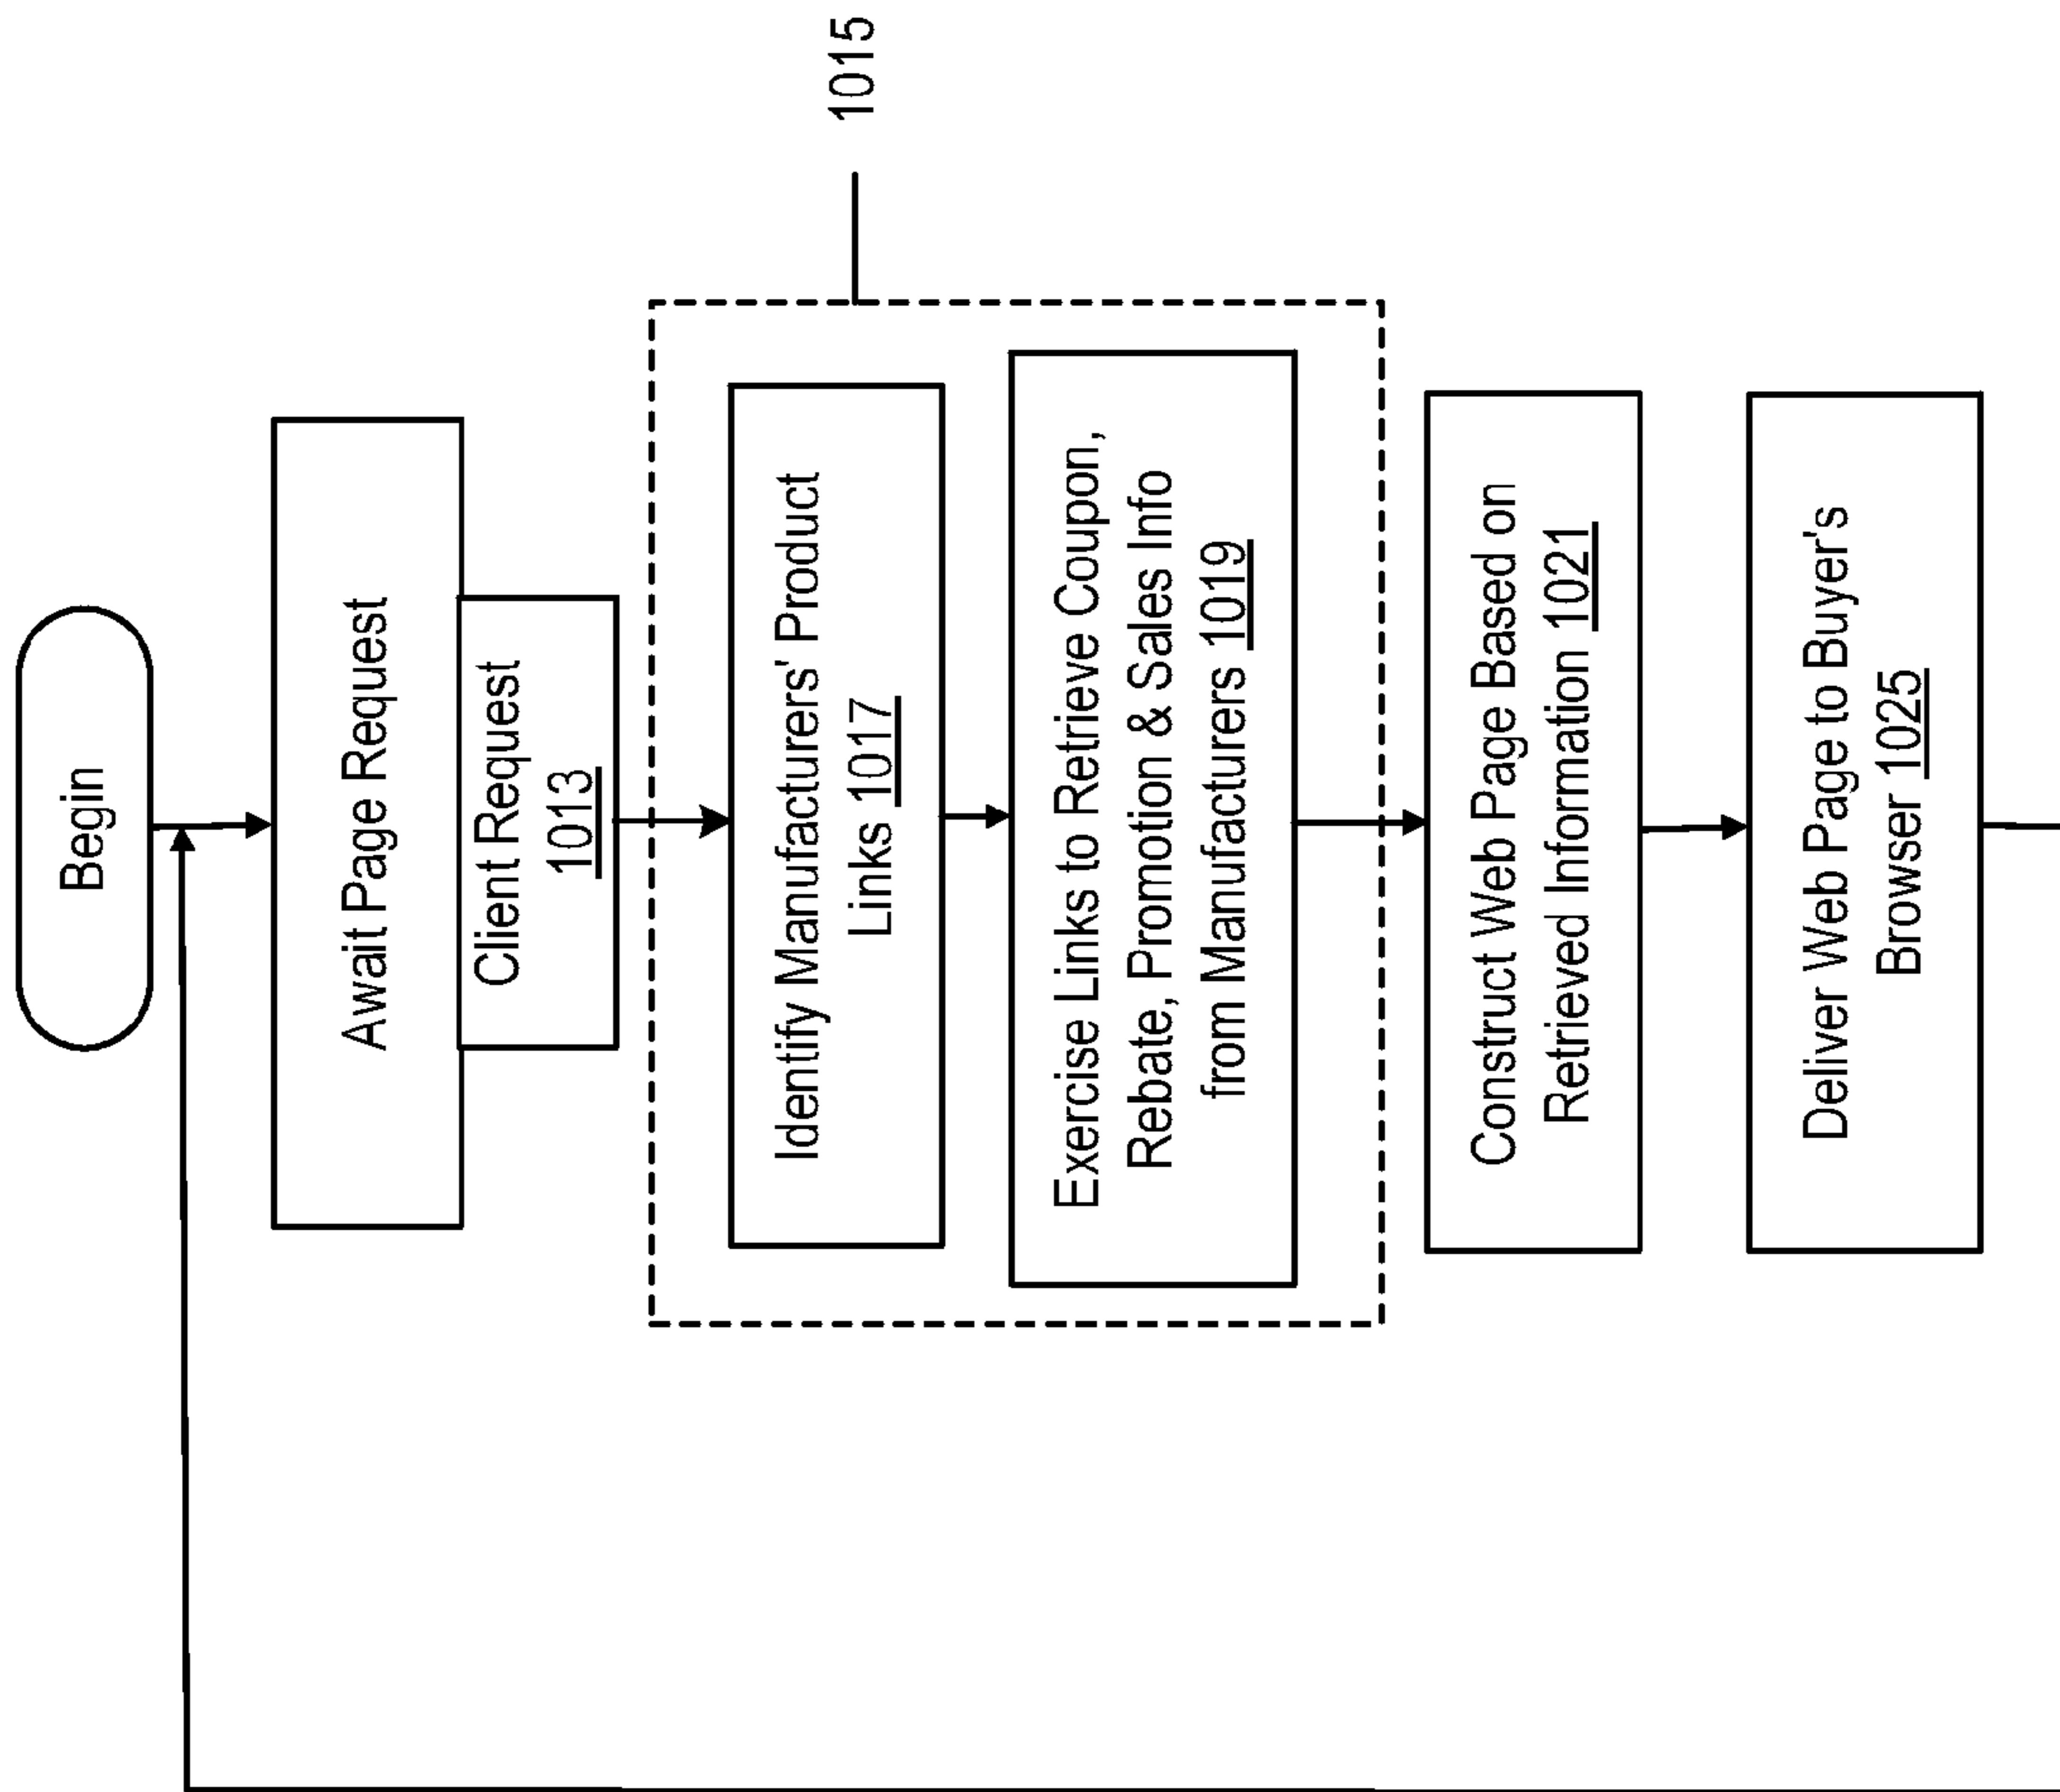 Begin
Await Page Request
Client Request
1013
1015
Identify Manufacturers' Product
Links 1017
Exercise Links to Retrieve Coupon,
Rebate, Promotion & Sales Info
from Manufacturers 1019
Construct Web Page Based on
Retrieved Information 1021
Deliver Web Page to Buyer's
Browser 1025